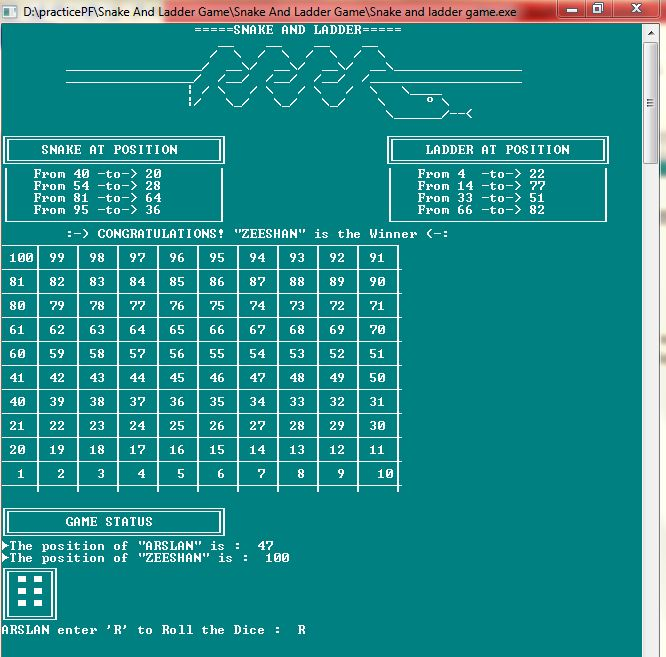 D:\practicePF\Snake And Ladder Game\Snake And Ladder Game\Snake and ladder game.exe
=====SNAKE AND LADDER=====
SNAKE AT POSITION
From 40 -to-> 20
From 54 -to-> 28
From 81 -to-> 64
From 95 -to-> 36
LADDER AT POSITION
From 4 -to-> 22
From 14 -to-> 77
From 33 -to-> 51
From 66 -to-> 82
:-> CONGRATULATIONS! "ZEESHAN" is the Winner <-:
100 99 98 97 96 95 94 93 92 91
81 82 83 84 85 86 87 88 89 90
80 79 78 77 76 75 74 73 72 71
61 62 63 64 65 66 67 68 69 70
60 59 58 57 56 55 54 53 52 51
41 42 43 44 45 46 47 48 49 50
40 39 38 37 36 35 34 33 32 31
21 22 23 24 25 26 27 28 29 30
20 19 18 17 16 15 14 13 12 11
1 2 3 4 5 6 7 8 9 10
GAME STATUS
►The position of "ARSLAN" is : 47
►The position of "ZEESHAN" is : 100
ARSLAN enter 'R' to Roll the Dice : R